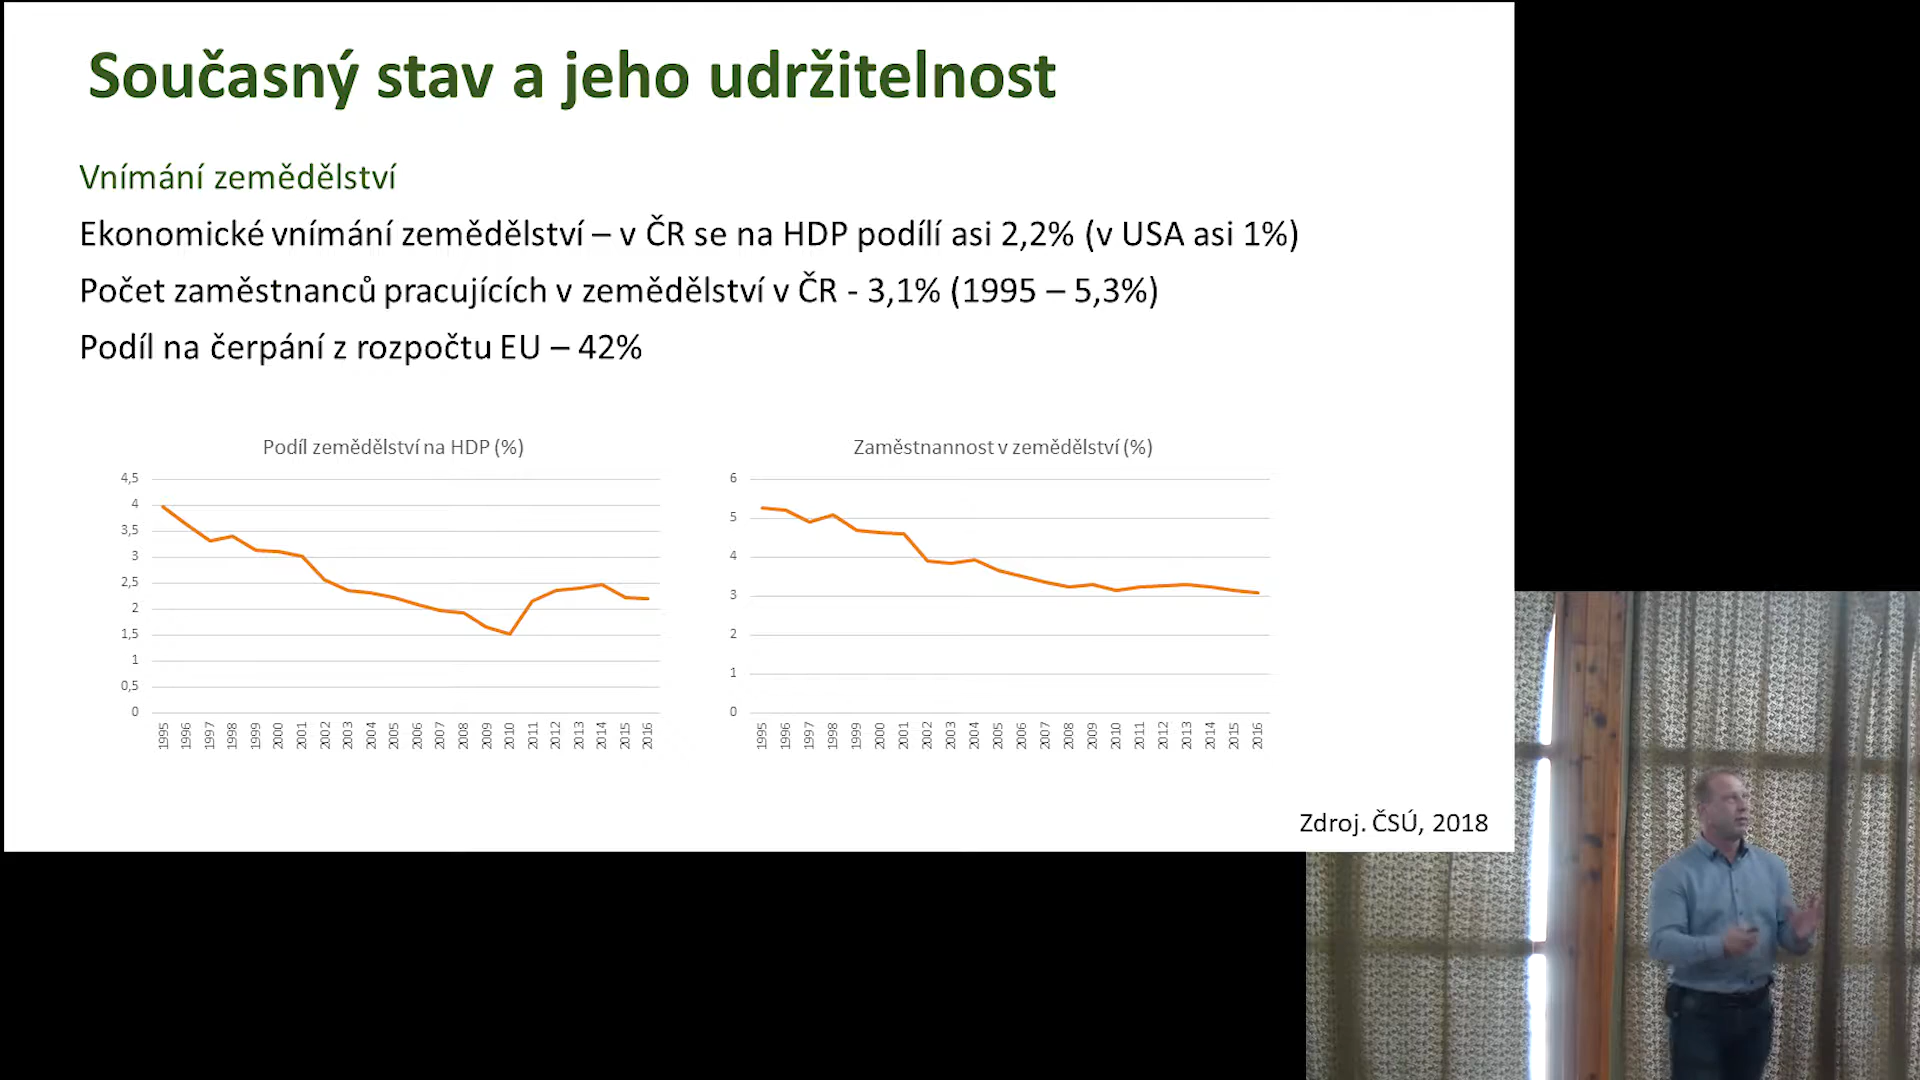 Současný stav a jeho udržitelnost
Vnímání zemědělství
Ekonomické vnímání zemědělství – v ČR se na HDP podílí asi 2,2% (v USA asi 1%)
Počet zaměstnanců pracujících v zemědělství v ČR - 3,1% (1995 – 5,3%)
Podíl na čerpání z rozpočtu EU – 42%
Podíl zemědělství na HDP (%)
4,5
4
3,5
3
2,5
2
1,5
1
0,5
0
1995 1996 1997 1998 1999 2000 2001 2002 2003 2004 2005 2006 2007 2008 2009 2010 2011 2012 2013 2014 2015 2016
Zaměstnannost v zemědělství (%)
6
5
4
3
2
1
0
1995 1996 1997 1998 1999 2000 2001 2002 2003 2004 2005 2006 2007 2008 2009 2010 2011 2012 2013 2014 2015 2016
Zdroj. ČSÚ, 2018